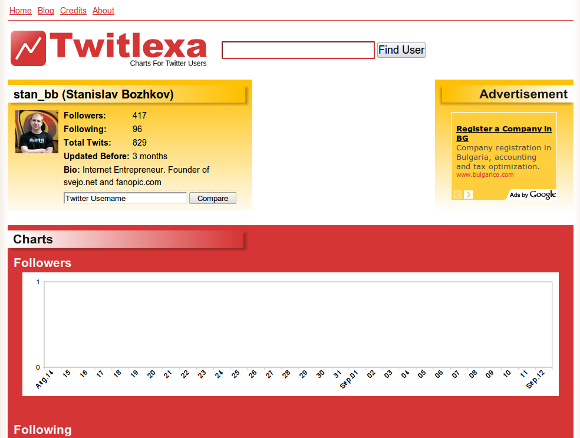 Home Blog Credits About
Twitlexa
Charts For Twitter Users
Find User
stan_bb (Stanislav Bozhkov)
Followers: 417
Following: 96
Total Twits: 829
Updated Before: 3 months
Bio: Internet Entrepreneur. Founder of
svejo.net and fanopic.com
Twitter Username Compare
Advertisement
Register a Company in
BG
Company registration in
Bulgaria, accounting
and tax optimization.
www.bulgarico.com
Ads by Google
Charts
Followers
1
0
Avg.14 15 16 17 18 19 20 21 22 23 24 25 26 27 28 29 30 31 Sep.01 02 03 04 05 06 07 08 09 10 11 Sep.12
Following